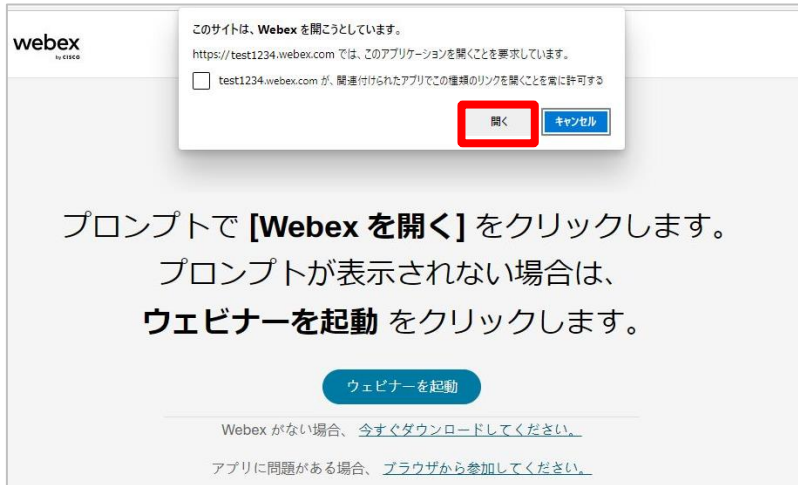 webex
by CISCO
このサイトは、Webex を開こうとしています。
https://test1234.webex.com では、このアプリケーションを開くことを要求しています。
test1234.webex.com が、関連付けられたアプリでこの種類のリンクを開くことを常に許可する
開く キャンセル
プロンプトで [Webex を開く] をクリックします。
プロンプトが表示されない場合は、
ウェビナーを起動 をクリックします。
ウェビナーを起動
Webex がない場合、 今すぐダウンロードしてください。
アプリに問題がある場合、 ブラウザから参加してください。